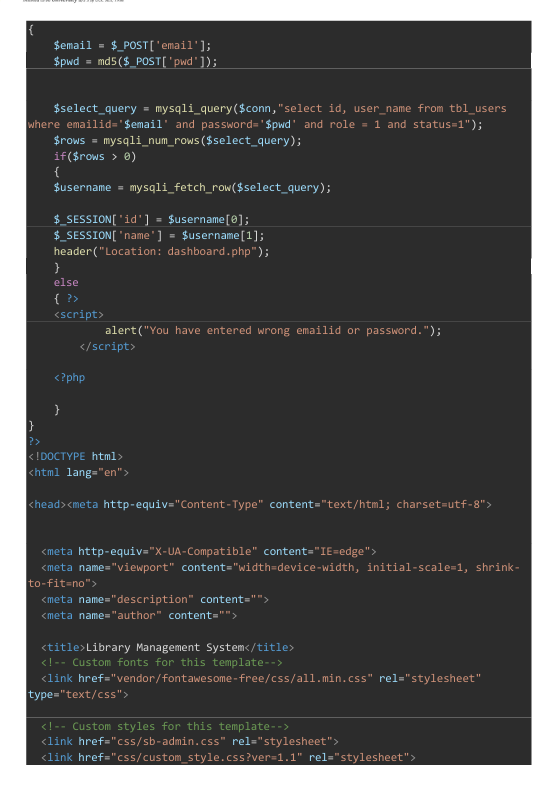 {
    $email = $_POST['email'];
    $pwd = md5($_POST['pwd']);
    $select_query = mysqli_query($conn,"select id, user_name from tbl_users
where emailid='$email' and password='$pwd' and role = 1 and status=1");
    $rows = mysqli_num_rows($select_query);
    if($rows > 0)
    {
    $username = mysqli_fetch_row($select_query);
    $_SESSION['id'] = $username[0];
    $_SESSION['name'] = $username[1];
    header("Location: dashboard.php");
    }
    else
    { ?>
    <script>
            alert("You have entered wrong emailid or password.");
        </script>
    <?php
    }
}
?>
<!DOCTYPE html>
<html lang="en">
<head><meta http-equiv="Content-Type" content="text/html; charset=utf-8">
  <meta http-equiv="X-UA-Compatible" content="IE=edge">
  <meta name="viewport" content="width=device-width, initial-scale=1, shrink-
to-fit=no">
  <meta name="description" content="">
  <meta name="author" content="">
  <title>Library Management System</title>
  <!-- Custom fonts for this template-->
  <link href="vendor/fontawesome-free/css/all.min.css" rel="stylesheet"
type="text/css">
  <!-- Custom styles for this template-->
  <link href="css/sb-admin.css" rel="stylesheet">
  <link href="css/custom_style.css?ver=1.1" rel="stylesheet">